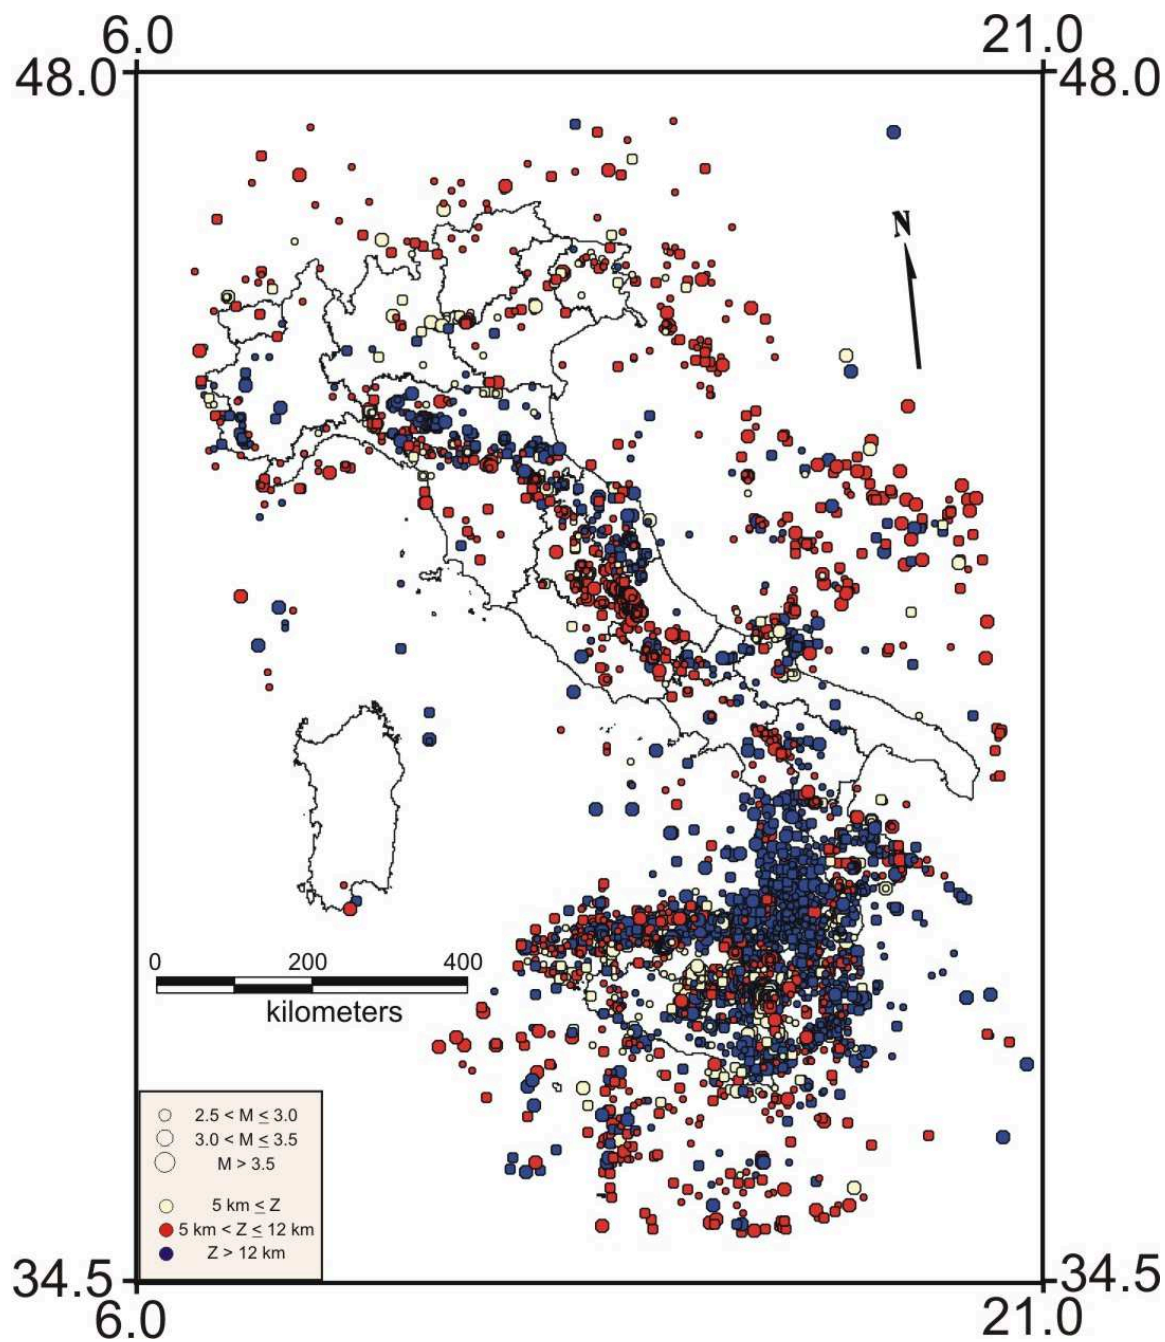 6.0 21.0
48.0 48.0
N
0 200 400
kilometers
2.5 < M ≤ 3.0
3.0 < M ≤ 3.5
M > 3.5
5 km ≤ Z
5 km < Z ≤ 12 km
Z > 12 km
34.5 34.5
6.0 21.0